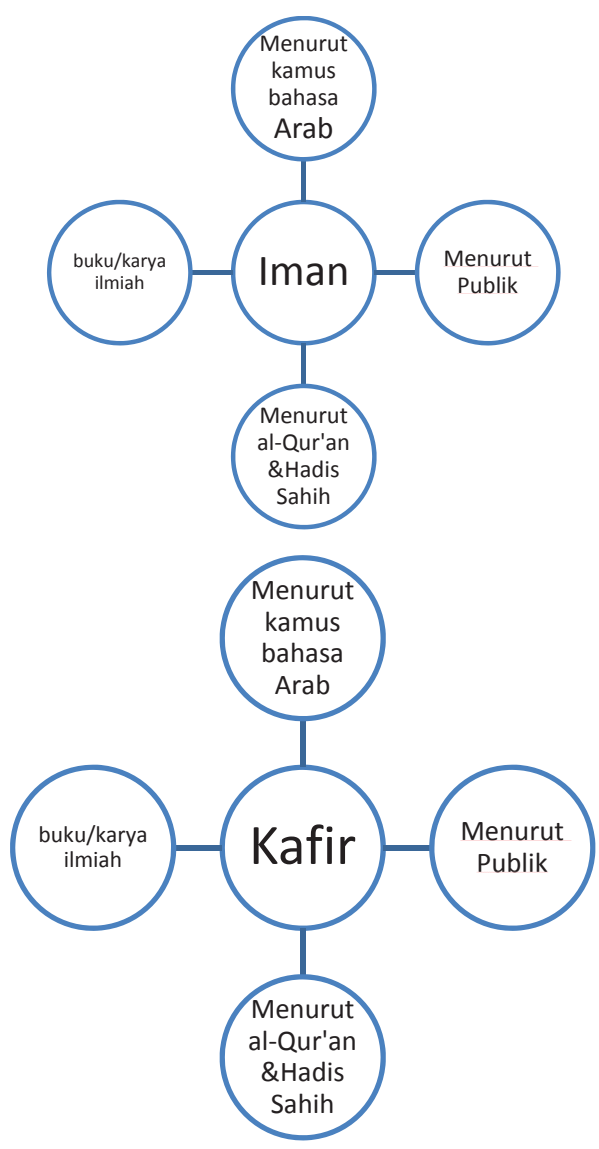 Menurut
kamus
bahasa
Arab
buku/karya
ilmiah
Iman
Menurut
Publik
Menurut
al-Qur'an
&Hadis
Sahih
Menurut
kamus
bahasa
Arab
buku/karya
ilmiah
Kafir
Menurut
Publik
Menurut
al-Qur'an
&Hadis
Sahih